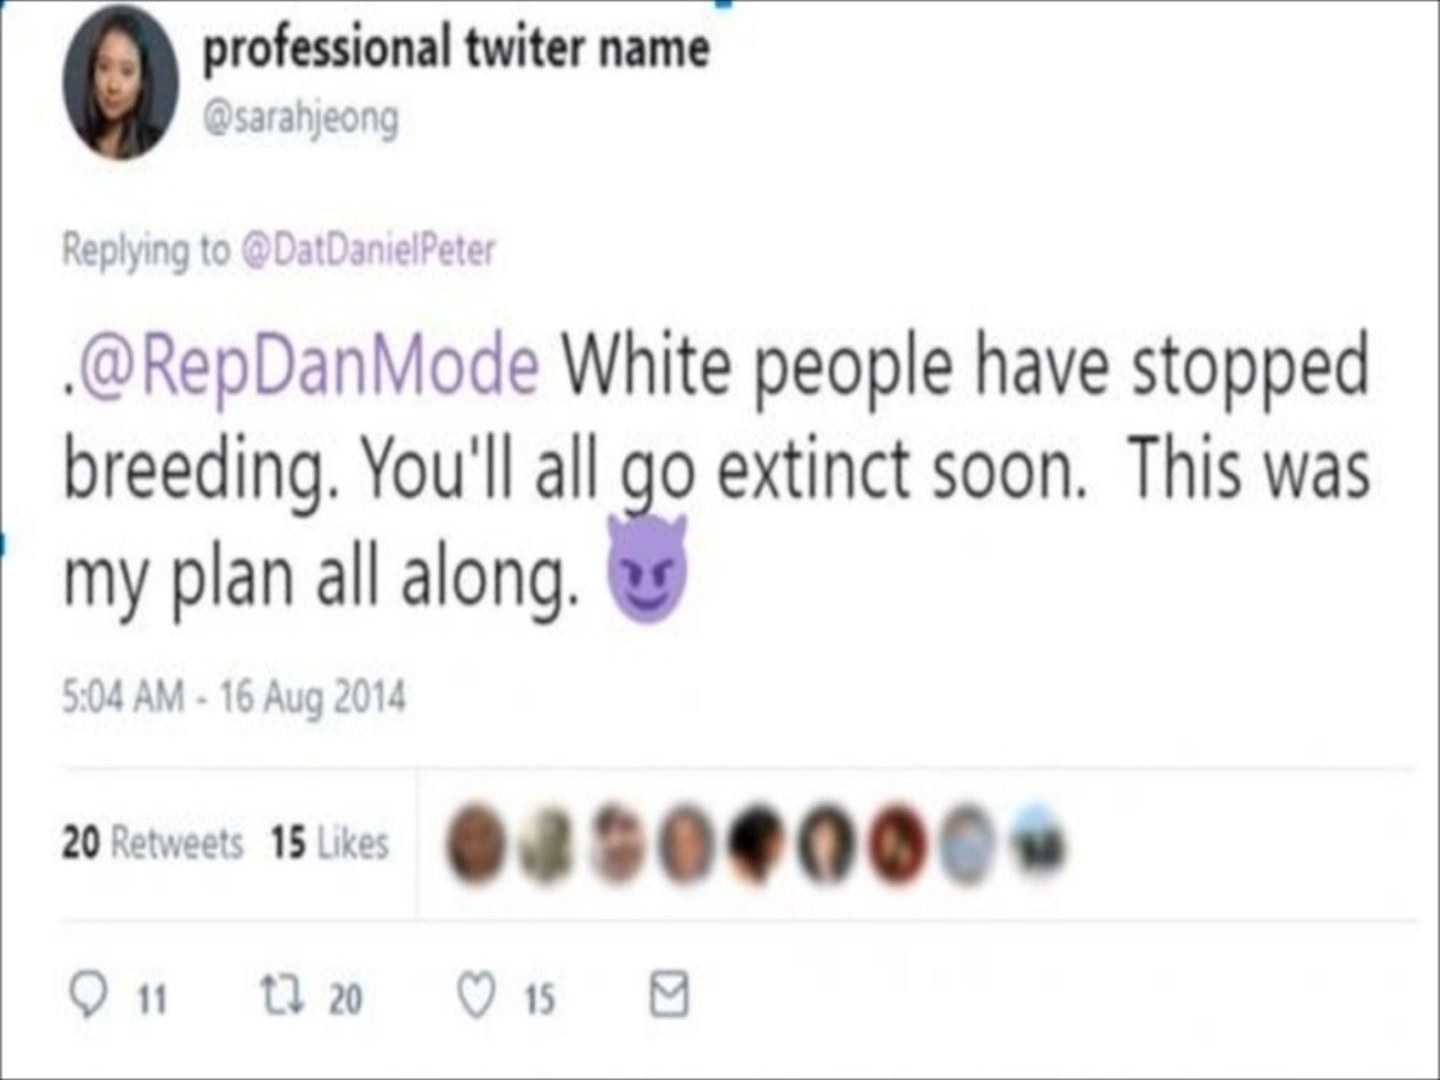 professional twiter name
@sarahjeong
Replying to @DatDanielPeter
.@RepDanMode White people have stopped
breeding. You'll all go extinct soon.  This was
my plan all along. 😈
5:04 AM - 16 Aug 2014
20 Retweets 15 Likes
11 20 15